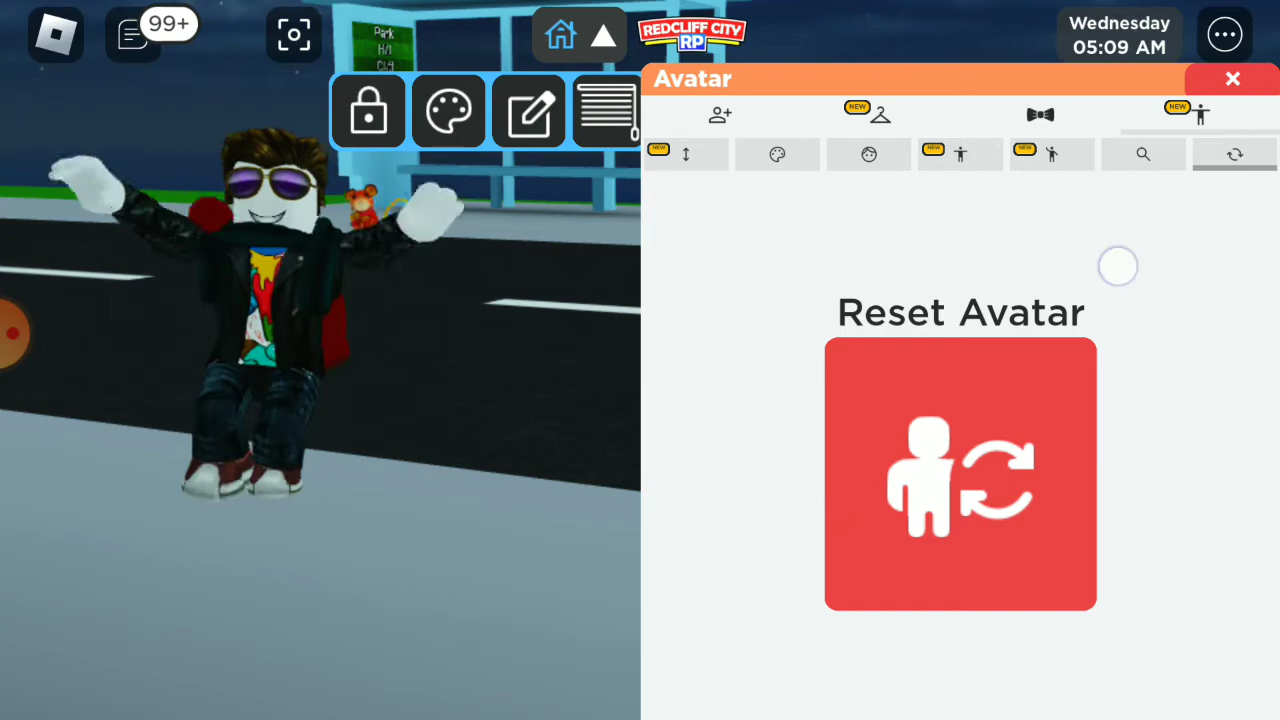 99+
Park
REDCLIFF CITY
RP
Wednesday
05:09 AM
Avatar
NEW
NEW
NEW
NEW
NEW
Reset Avatar